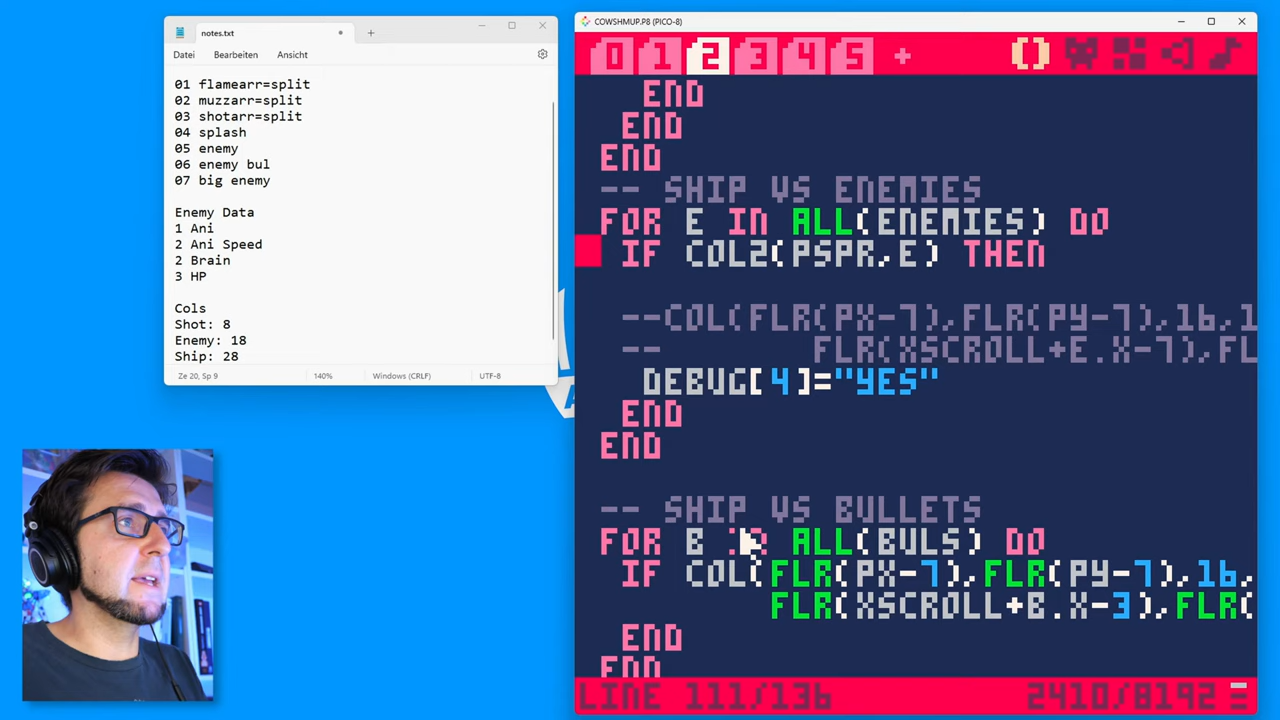 notes.txt
Datei
Bearbeiten
Ansicht
01 flamearr=split
02 muzzarr=split
03 shotarr=split
04 splash
05 enemy
06 enemy bul
07 big enemy
Enemy Data
1 Ani
2 Ani Speed
2 Brain
3 HP
Cols
Shot: 8
Enemy: 18
Ship: 28
Ze 20, Sp 9
140%
Windows (CRLF)
UTF-8
COWSHMUP.P8 (PICO-8)
0 1 2 3 4 5 +
END
END
END
-- SHIP VS ENEMIES
FOR E IN ALL(ENEMIES) DO
IF COL2(PSPR,E) THEN
--COL(FLR(PX-7),FLR(PY-7),16,1
-- FLR(XSCROLL+E.X-7),FL
DEBUG[4]="YES"
END
END
-- SHIP VS BULLETS
FOR B ALL(BULS) DO
IF COL(FLR(PX-7),FLR(PY-7),16,
FLR(XSCROLL+B.X-3),FLR(
END
END
LINE 111/136
2410/8192